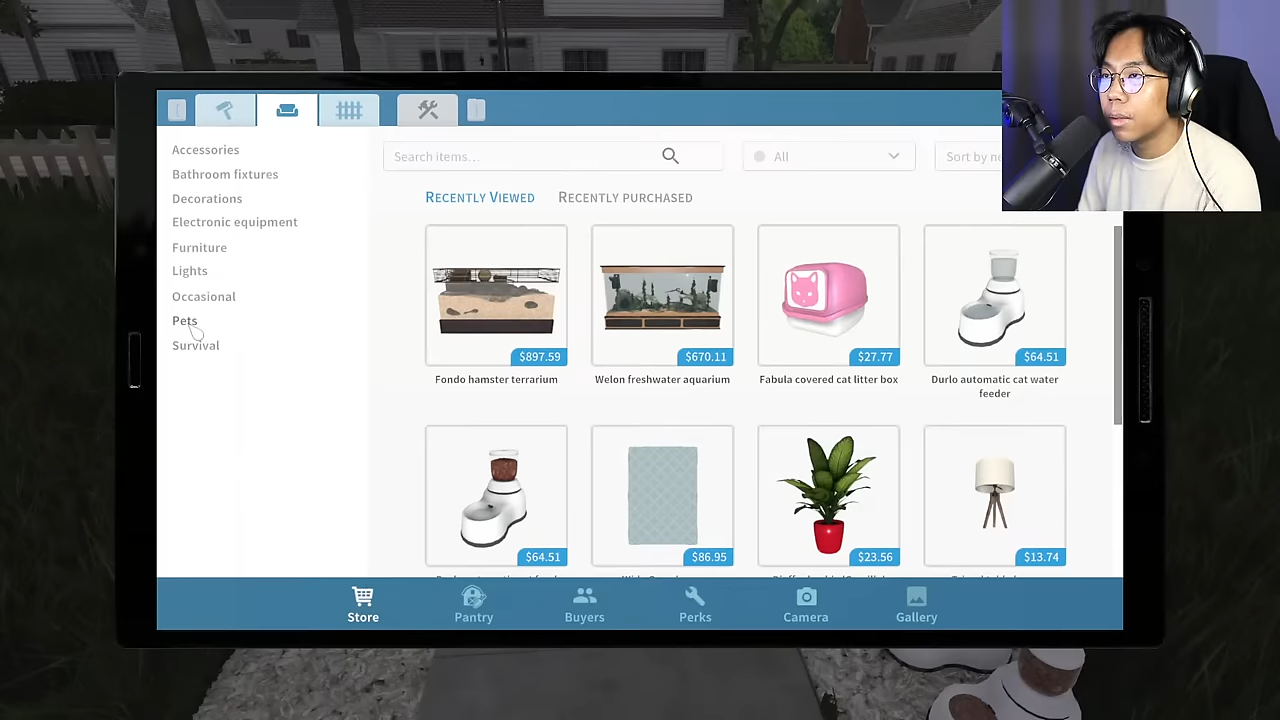 Accessories
Bathroom fixtures
Decorations
Electronic equipment
Furniture
Lights
Occasional
Pets
Survival
Search items...
All
Sort by
RECENTLY VIEWED
RECENTLY PURCHASED
$897.59
$670.11
$27.77
$64.51
Fondo hamster terrarium
Welon freshwater aquarium
Fabula covered cat litter box
Durlo automatic cat water
feeder
$64.51
$86.95
$23.56
$13.74
Store
Pantry
Buyers
Perks
Camera
Gallery